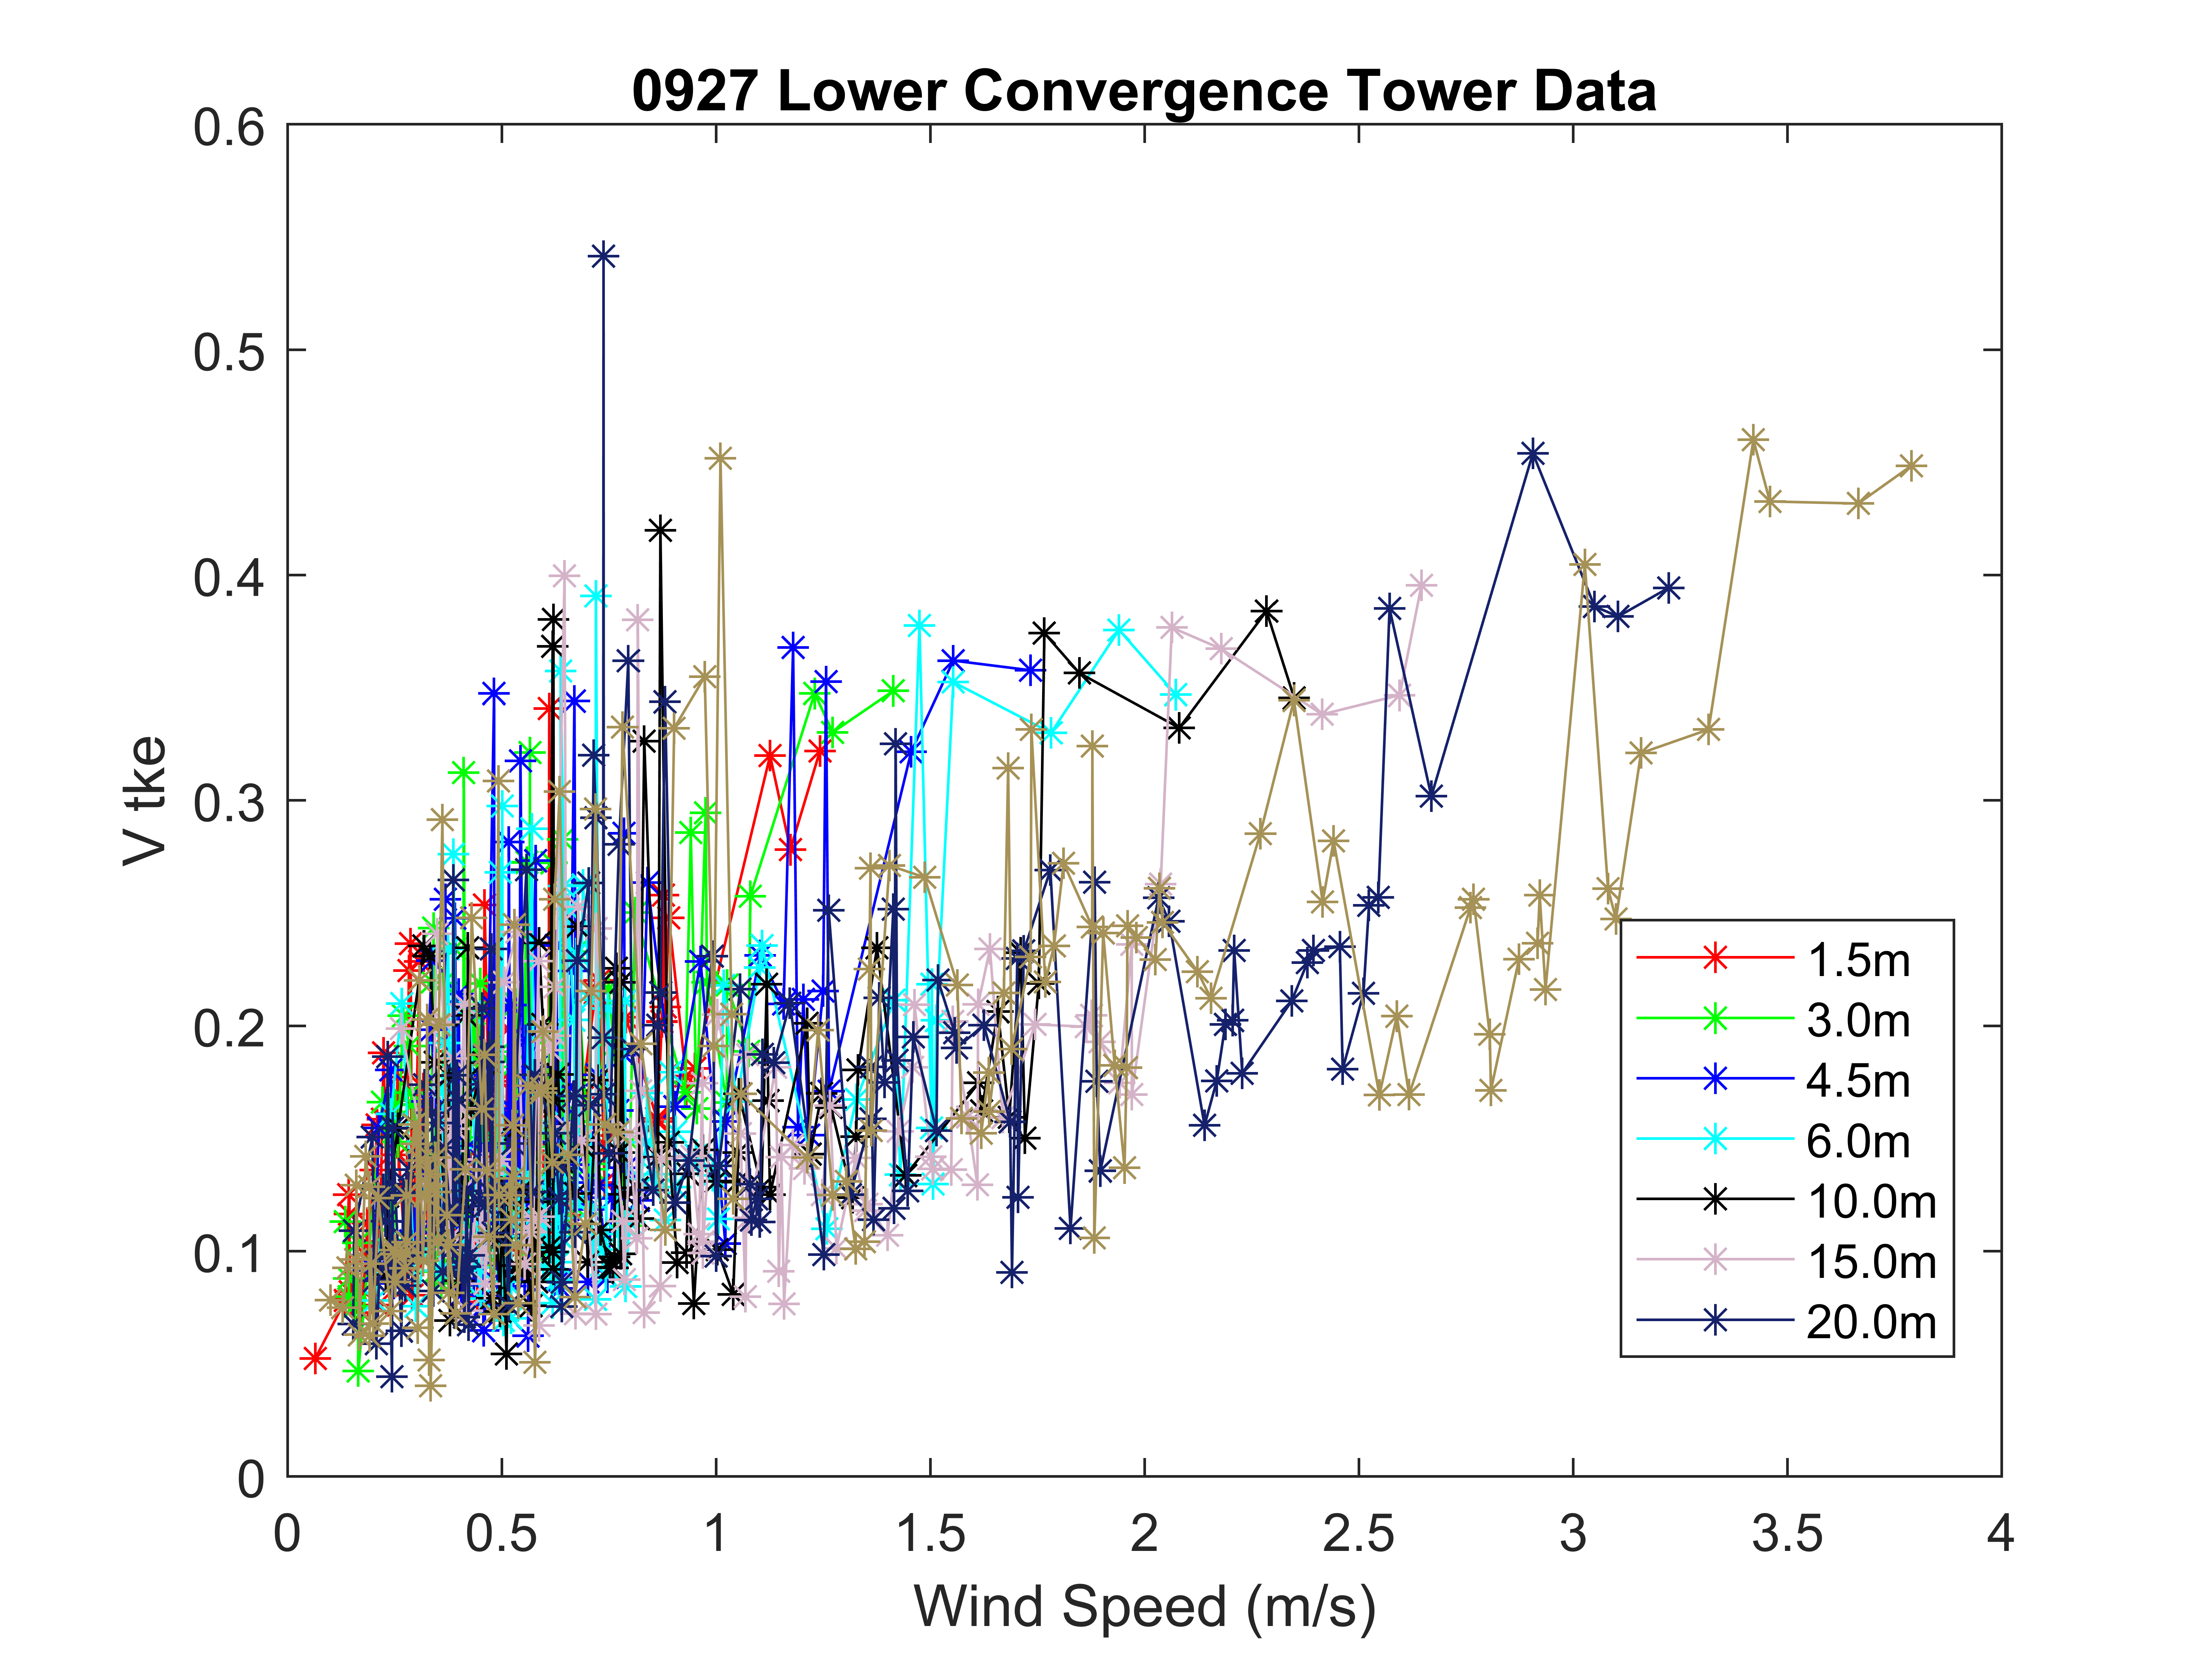 0927 Lower Convergence Tower Data
0.6
0.5
0.4
0.3
0.2
0.1
0
V tke
0 0.5 1 1.5 2 2.5 3 3.5 4
Wind Speed (m/s)
1.5m
3.0m
4.5m
6.0m
10.0m
15.0m
20.0m